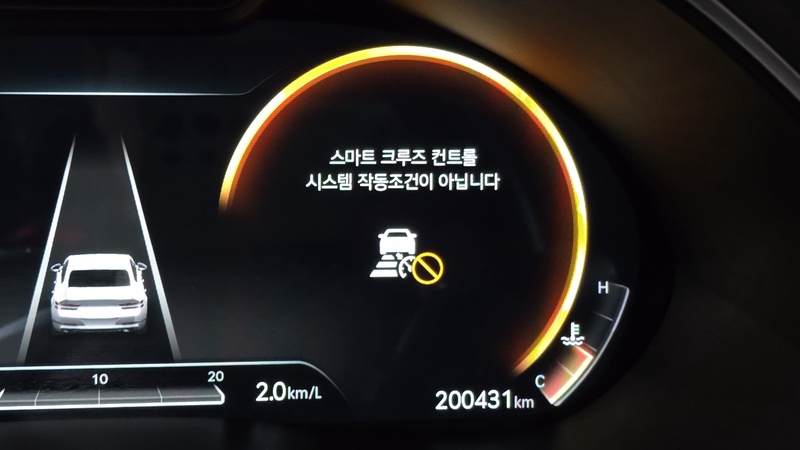 스마트 크루즈 컨트롤
시스템 작동조건이 아닙니다
H
C
10 20
2.0km/L
200431km